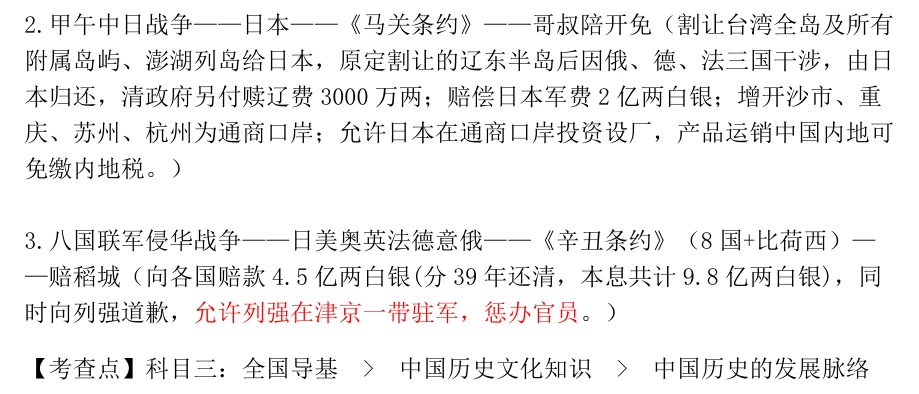 2.甲午中日战争——日本——《马关条约》——哥叔陪开免（割让台湾全岛及所有
附属岛屿、澎湖列岛给日本，原定割让的辽东半岛后因俄、德、法三国干涉，由日
本归还，清政府另付赎辽费 3000 万两；赔偿日本军费 2 亿两白银；增开沙市、重
庆、苏州、杭州为通商口岸；允许日本在通商口岸投资设厂，产品运销中国内地可
免缴内地税。）
3.八国联军侵华战争——日美奥英法德意俄——《辛丑条约》（8 国+比荷西）—
—赔稻城（向各国赔款 4.5 亿两白银(分 39 年还清，本息共计 9.8 亿两白银)，同
时向列强道歉，允许列强在津京一带驻军，惩办官员。）
【考查点】科目三：全国导基 > 中国历史文化知识 > 中国历史的发展脉络